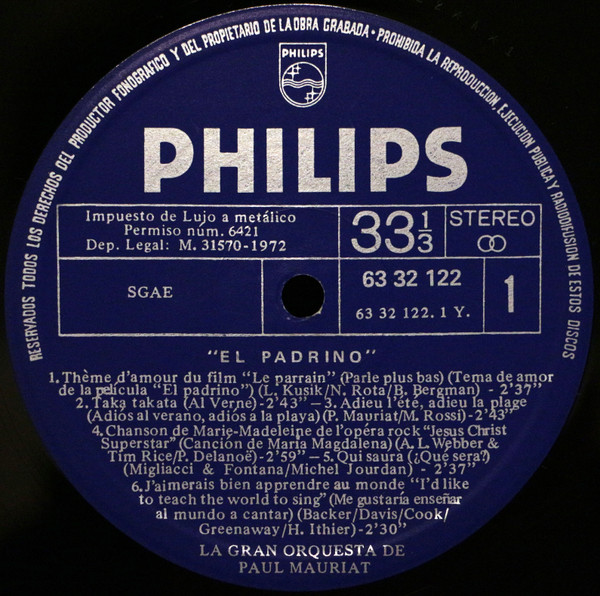 RESERVADOS TODOS LOS DERECHOS DEL PRODUCTOR FONOGRAFICO Y DEL PROPIETARIO DE LA OBRA GRABADA · PROHIBIDA LA REPRODUCCION, EJECUCION PUBLICA Y RADIODIFUSION DE ESTOS DISCOS
PHILIPS
PHILIPS
Impuesto de Lujo a metálico
Permiso núm. 6421
Dep. Legal: M. 31570-1972
33 1/3
STEREO
SGAE
63 32 122
63 32 122. 1 Y.
1
"EL PADRINO"
1. Thème d'amour du film "Le parrain" (Parle plus bas) (Tema de amor
de la película "El padrino") (L. Kusik/N. Rota/B. Bergman) - 2'37"
2. Taka takata (Al Verne)-2'43" — 3. Adieu l'été, adieu la plage
(Adiós al verano, adiós a la playa) (P. Mauriat/M. Rossi)-2'43"
4. Chanson de Marie-Madeleine de l'opéra rock "Jesus Christ
Superstar" (Canción de María Magdalena) (A. L. Webber &
Tim Rice/P. Delanoë) -2'59" — 5. Qui saura (¿Qué sera?)
(Migliacci & Fontana/Michel Jourdan) - 2'37"
6. J'aimerais bien apprendre au monde "I'd like
to teach the world to sing" (Me gustaría enseñar
al mundo a cantar) (Backer/Davis/Cook/
Greenaway/H. Ithier)-2'30"
LA GRAN ORQUESTA DE
PAUL MAURIAT